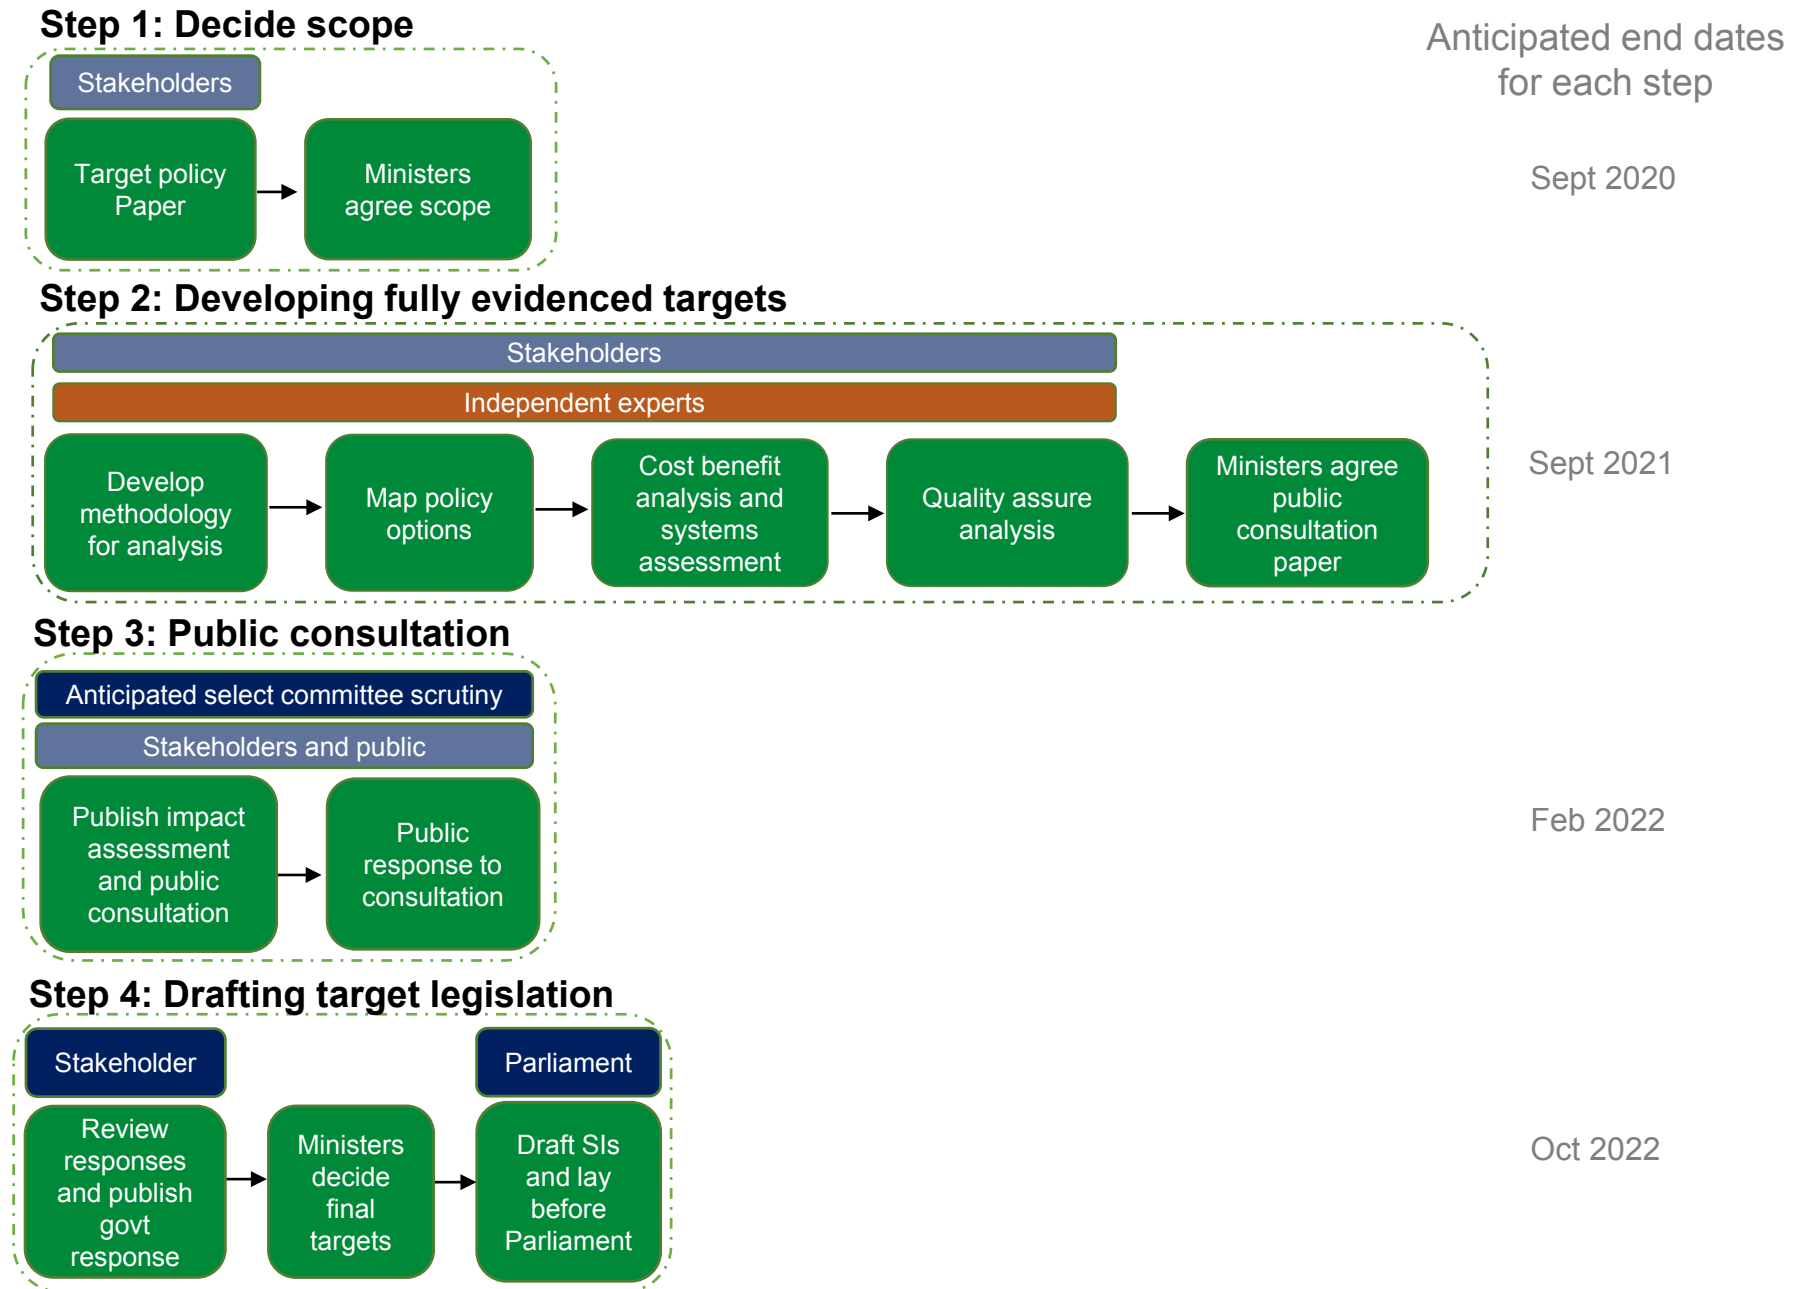 Step 1: Decide scope
Anticipated end dates
for each step
Stakeholders
Target policy
Paper
Ministers
agree scope
Sept 2020
Step 2: Developing fully evidenced targets
Stakeholders
Independent experts
Develop
methodology
for analysis
Map policy
options
Cost benefit
analysis and
systems
assessment
Quality assure
analysis
Ministers agree
public
consultation
paper
Sept 2021
Step 3: Public consultation
Anticipated select committee scrutiny
Stakeholders and public
Publish impact
assessment
and public
consultation
Public
response to
consultation
Feb 2022
Step 4: Drafting target legislation
Stakeholder
Parliament
Review
responses
and publish
govt
response
Ministers
decide
final
targets
Draft SIs
and lay
before
Parliament
Oct 2022